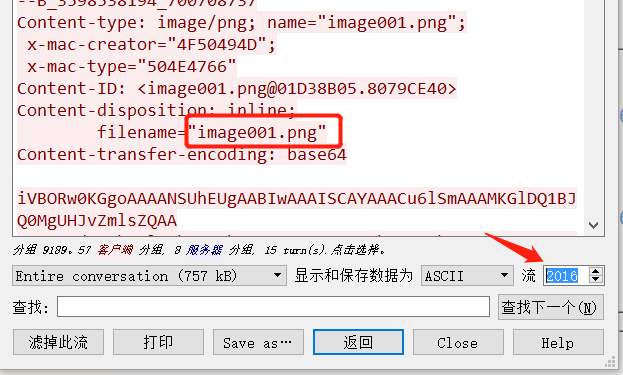 --B_3598538194_700708737
Content-type: image/png; name="image001.png";
x-mac-creator="4F50494D";
x-mac-type="504E4766"
Content-ID: <image001.png@01D38B05.8079CE40>
Content-disposition: inline;
filename="image001.png"
Content-transfer-encoding: base64
iVBORw0KGgoAAAANSUhEUgAABIwAAAISCAYAAACu6lSmAAAMKGlDQ1BJ
Q0MgUHJvZmlsZQAA
分组 9189。57 客户端 分组, 8 服务器 分组, 15 turn(s).点击选择。
Entire conversation (757 kB) 显示和保存数据为 ASCII 流 2016
查找: 查找下一个(N)
滤掉此流 打印 Save as… 返回 Close Help